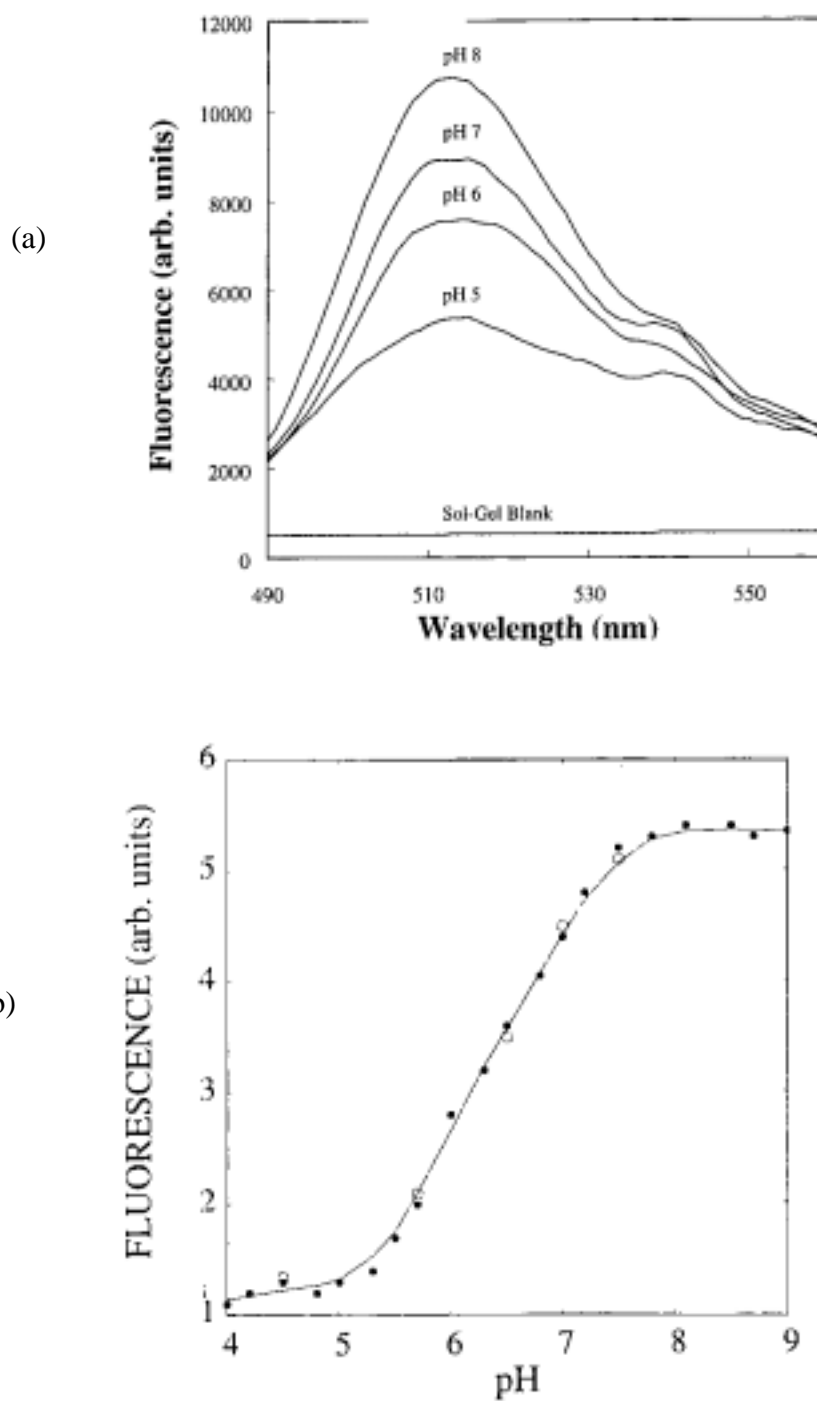 12000
10000
8000
6000
4000
2000
0
Fluorescence (arb. units)
(a)
pH 8
pH 7
pH 6
pH 5
Sol-Gel Blank
490 510 530 550
Wavelength (nm)
6
5
4
3
2
1
FLUORESCENCE (arb. units)
)
4 5 6 7 8 9
pH